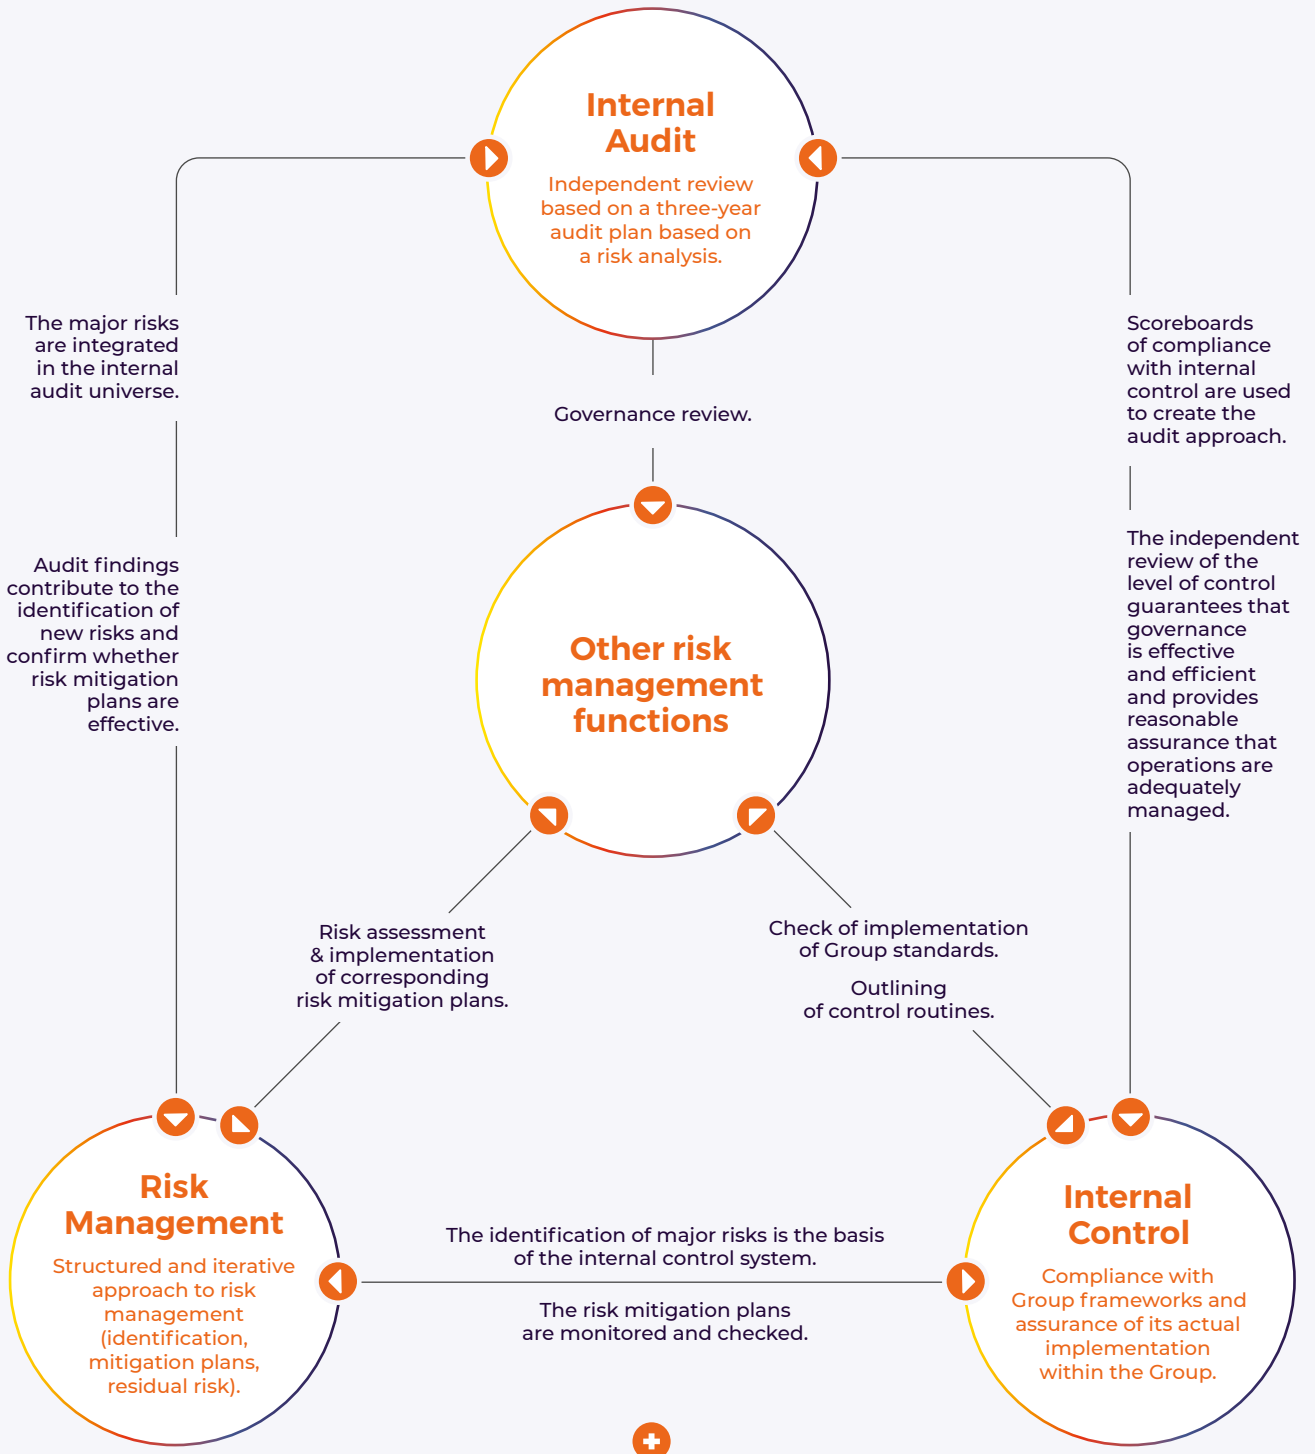 Internal
Audit
Independent review
based on a three-year
audit plan based on
a risk analysis.
The major risks
are integrated
in the internal
audit universe.
Scoreboards
of compliance
with internal
control are used
to create the
audit approach.
Governance review.
Audit findings
contribute to the
identification of
new risks and
confirm whether
risk mitigation
plans are
effective.
The independent
review of the
level of control
guarantees that
governance
is effective
and efficient
and provides
reasonable
assurance that
operations are
adequately
managed.
Other risk
management
functions
Risk assessment
& implementation
of corresponding
risk mitigation plans.
Check of implementation
of Group standards.
Outlining
of control routines.
Risk
Management
Structured and iterative
approach to risk
management
(identification,
mitigation plans,
residual risk).
The identification of major risks is the basis
of the internal control system.
The risk mitigation plans
are monitored and checked.
Internal
Control
Compliance with
Group frameworks and
assurance of its actual
implementation
within the Group.